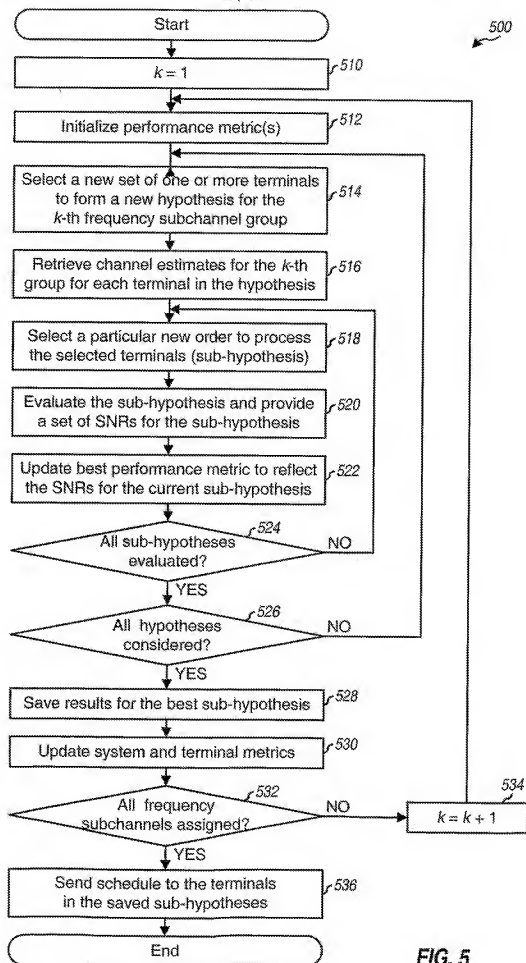 Start
500
k = 1
510
Initialize performance metric(s)
512
Select a new set of one or more terminals
to form a new hypothesis for the
k-th frequency subchannel group
514
Retrieve channel estimates for the k-th
group for each terminal in the hypothesis
516
Select a particular new order to process
the selected terminals (sub-hypothesis)
518
Evaluate the sub-hypothesis and provide
a set of SNRs for the sub-hypothesis
520
Update best performance metric to reflect
the SNRs for the current sub-hypothesis
522
524
All sub-hypotheses
evaluated?
NO
YES
526
All hypotheses
considered?
NO
YES
Save results for the best sub-hypothesis
528
Update system and terminal metrics
530
532
All frequency
subchannels assigned?
NO
534
k = k + 1
YES
Send schedule to the terminals
in the saved sub-hypotheses
536
End
FIG. 5